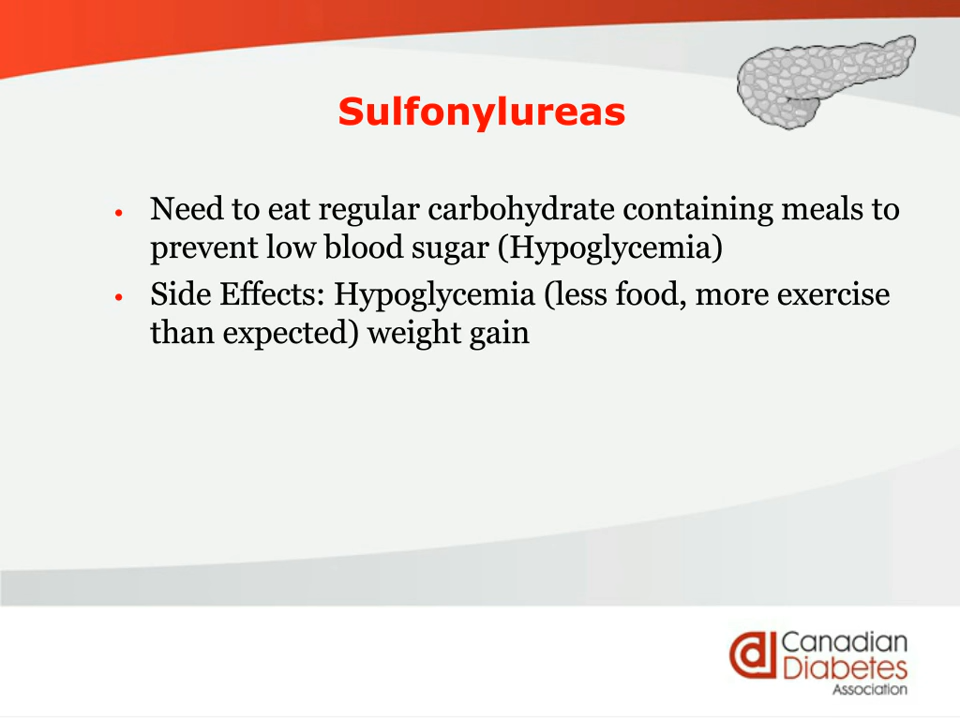 Sulfonylureas
• Need to eat regular carbohydrate containing meals to
prevent low blood sugar (Hypoglycemia)
• Side Effects: Hypoglycemia (less food, more exercise
than expected) weight gain
Canadian
Diabetes
Association